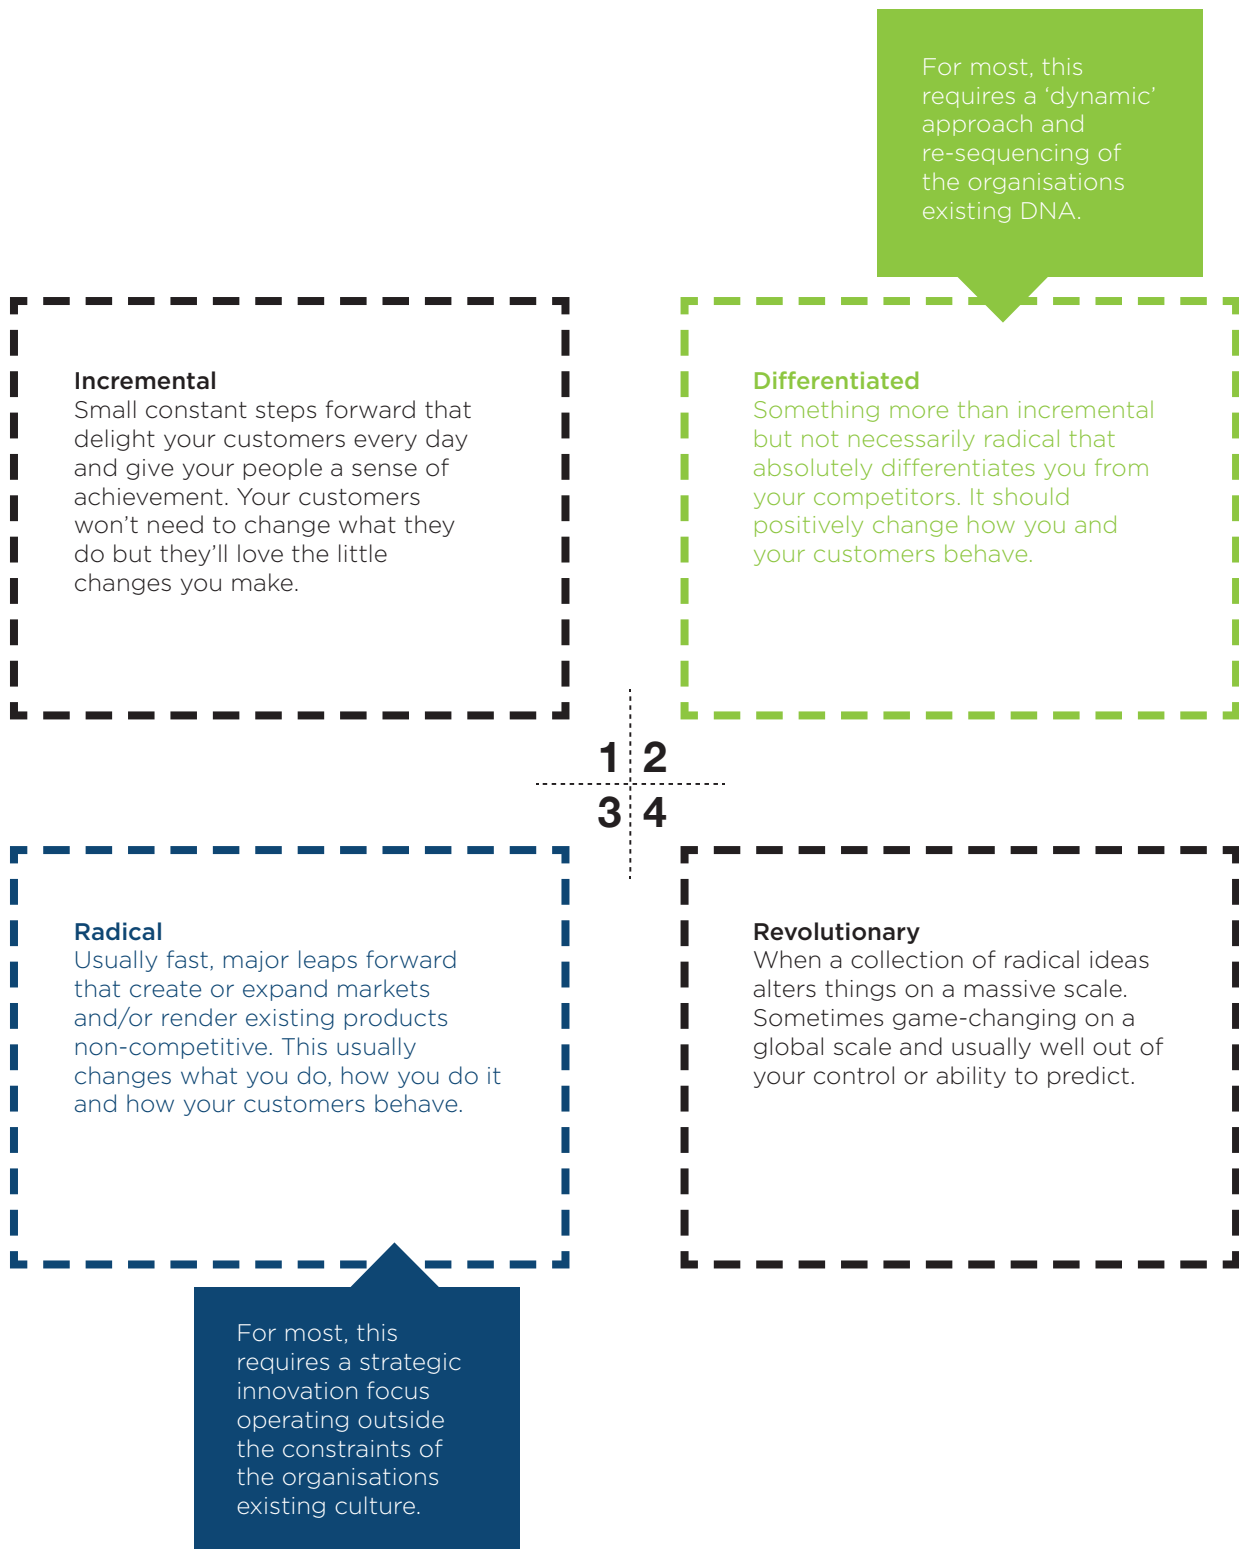 For most, this
requires a ‘dynamic’
approach and
re-sequencing of
the organisations
existing DNA.
Incremental
Small constant steps forward that
delight your customers every day
and give your people a sense of
achievement. Your customers
won’t need to change what they
do but they’ll love the little
changes you make.
Differentiated
Something more than incremental
but not necessarily radical that
absolutely differentiates you from
your competitors. It should
positively change how you and
your customers behave.
1 2
3 4
Radical
Usually fast, major leaps forward
that create or expand markets
and/or render existing products
non-competitive. This usually
changes what you do, how you do it
and how your customers behave.
Revolutionary
When a collection of radical ideas
alters things on a massive scale.
Sometimes game-changing on a
global scale and usually well out of
your control or ability to predict.
For most, this
requires a strategic
innovation focus
operating outside
the constraints of
the organisations
existing culture.